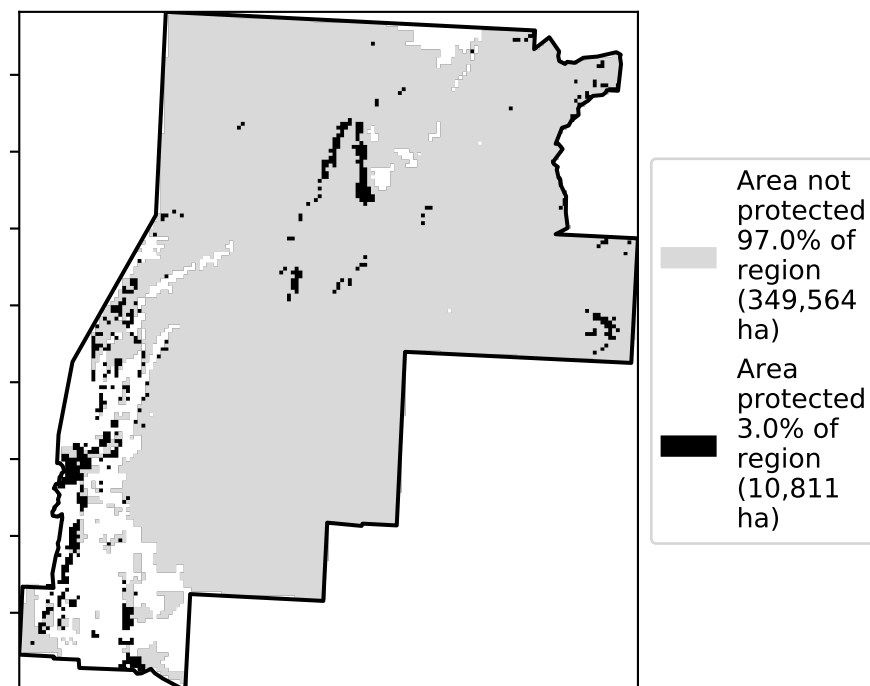 Area not
protected
97.0% of
region
(349,564
ha)
Area
protected
3.0% of
region
(10,811
ha)